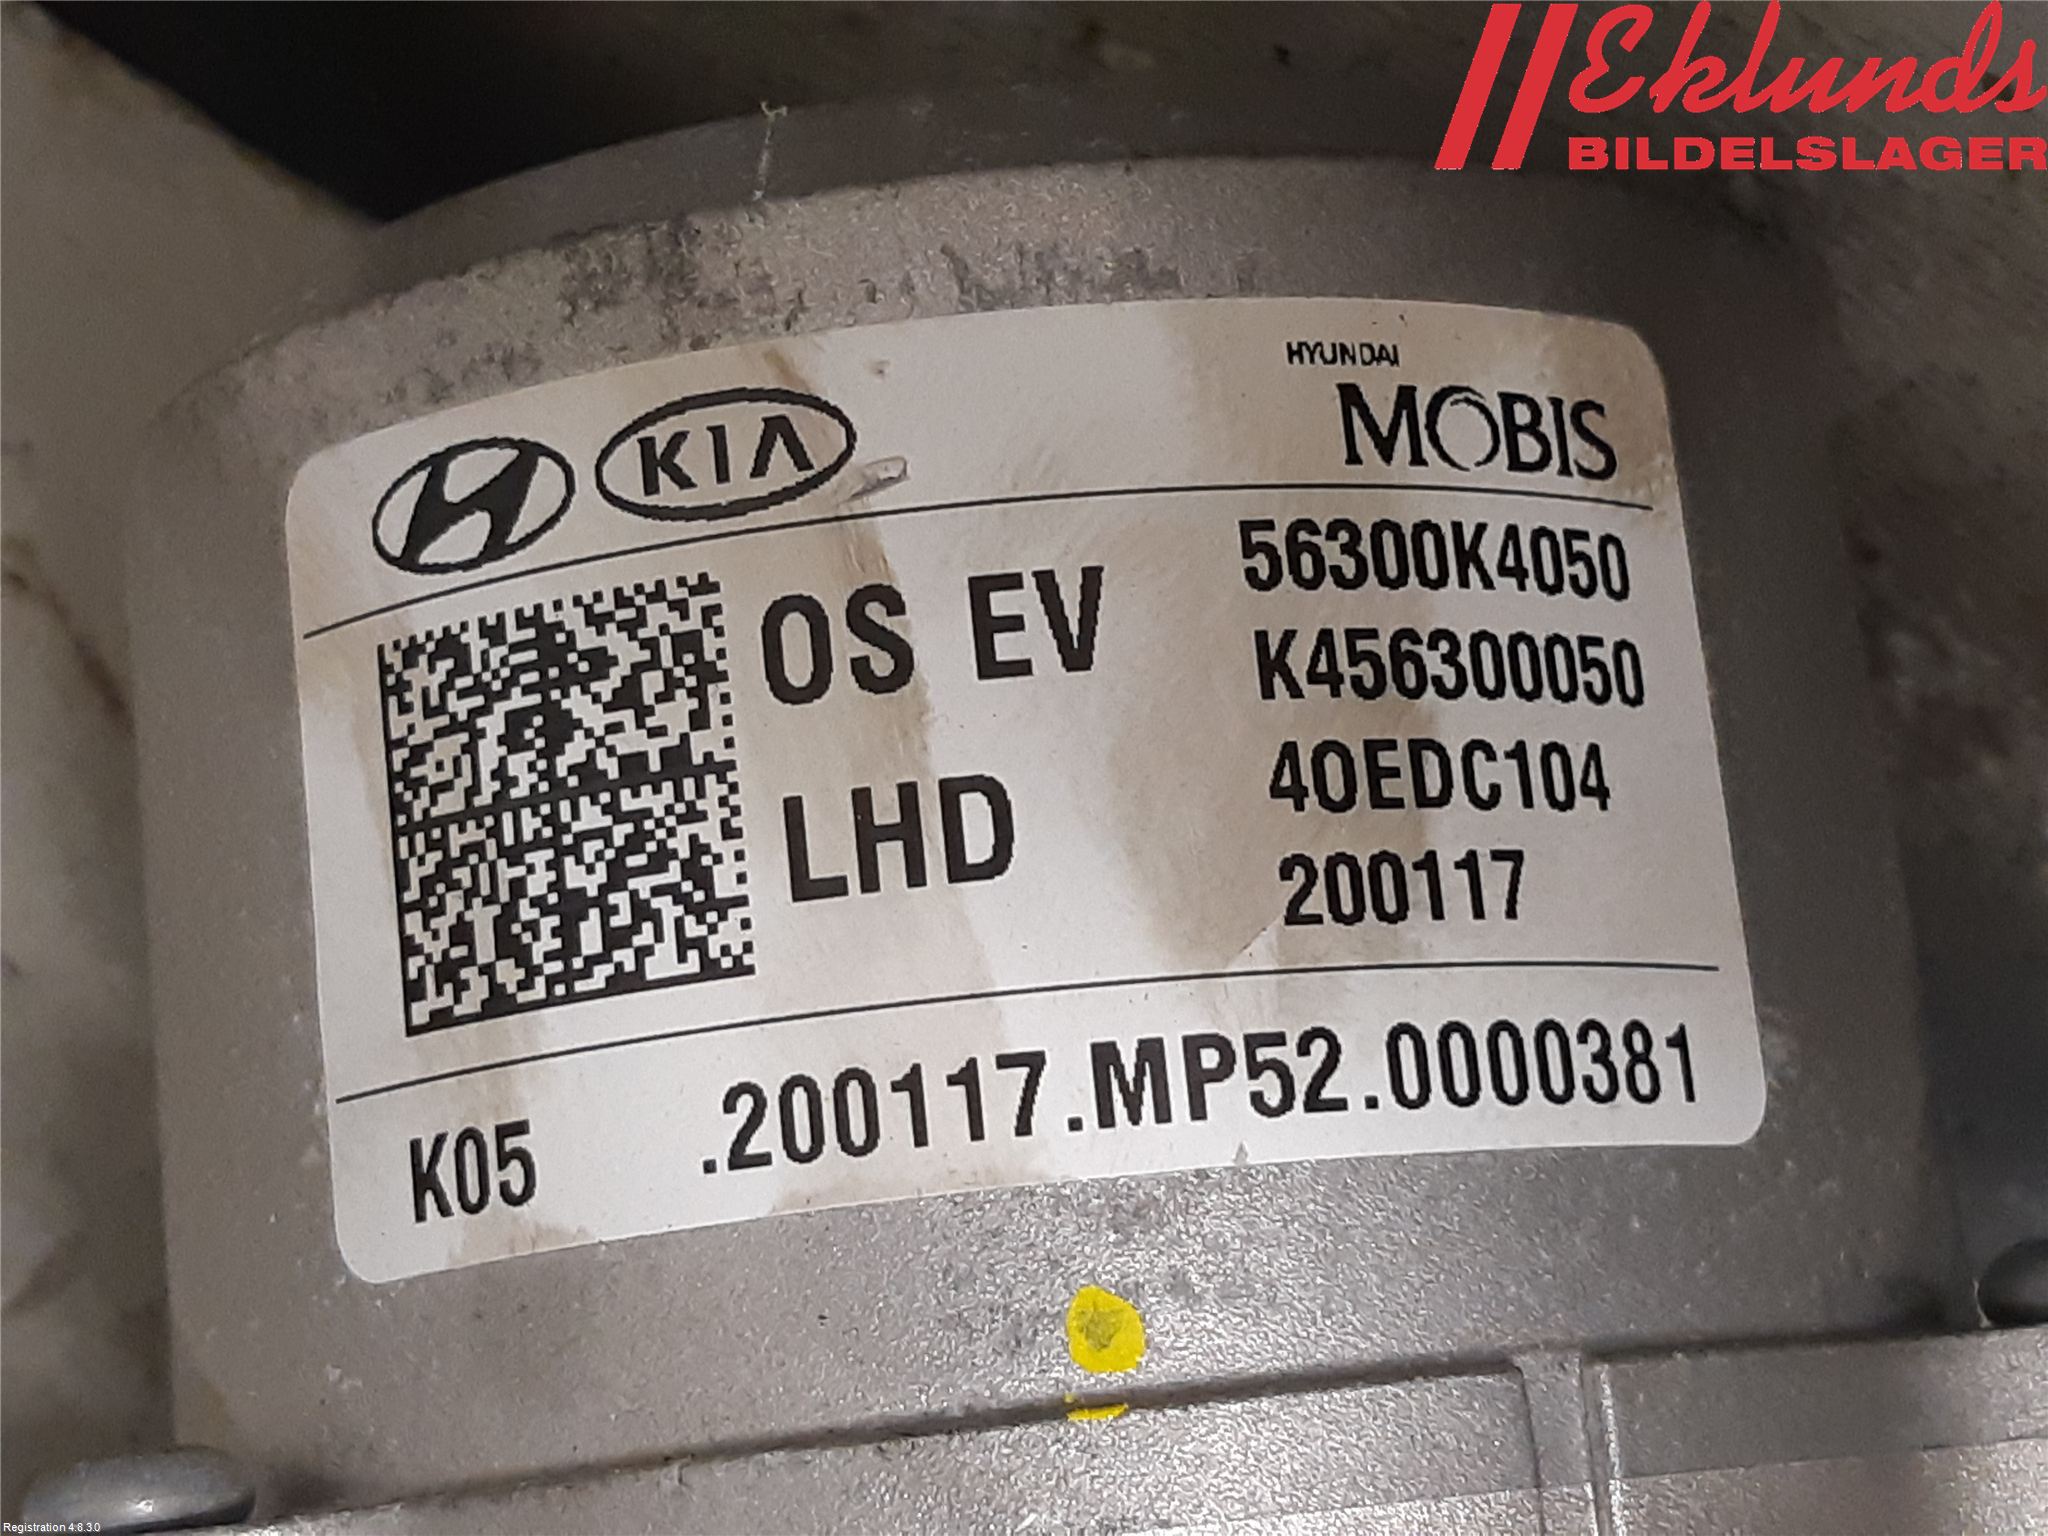 Eklunds
BILDELSLAGER
HYUNDAI
KIA MOBIS
OS EV 56300K4050
K456300050
LHD 40EDC104
200117
K05 .200117.MP52.0000381
Registration 4.8.3.0